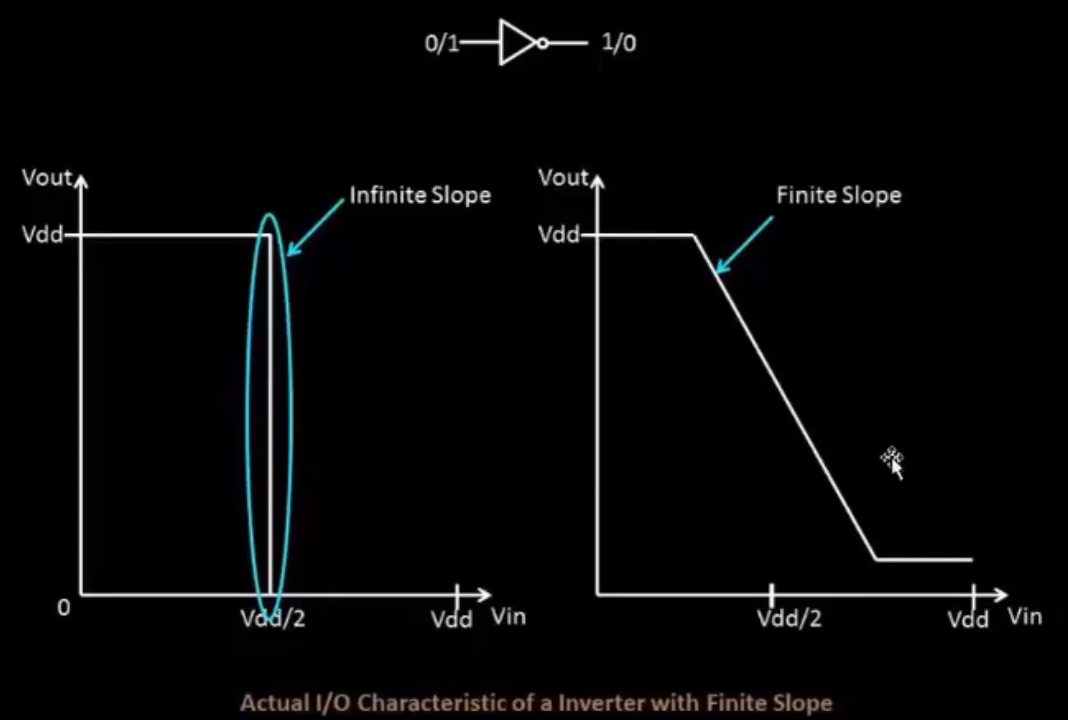 0/1 1/0
Vout
Infinite Slope
Vdd
0
Vdd/2
Vdd
Vin
Vout
Finite Slope
Vdd
Vdd/2
Vdd
Vin
Actual I/O Characteristic of a Inverter with Finite Slope